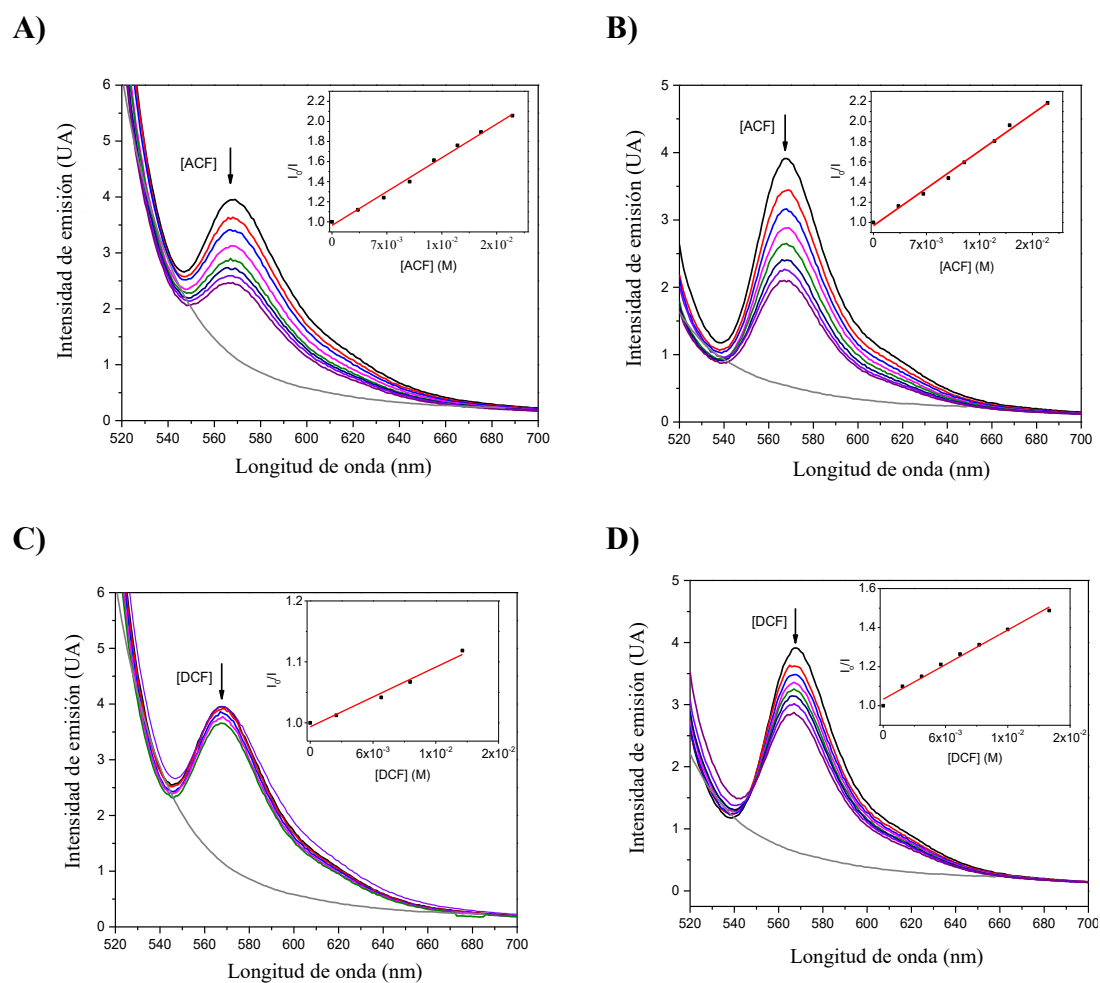 A)
Intensidad de emisión (UA)
6
5
4
3
2
1
0
520 540 560 580 600 620 640 660 680 700
Longitud de onda (nm)
[ACF]
I₀/I
2.2
2.0
1.8
1.6
1.4
1.2
1.0
0 7x10⁻³ 1x10⁻² 2x10⁻²
[ACF] (M)
B)
Intensidad de emisión (UA)
5
4
3
2
1
0
520 540 560 580 600 620 640 660 680 700
Longitud de onda (nm)
[ACF]
I₀/I
2.2
2.0
1.8
1.6
1.4
1.2
1.0
0 7x10⁻³ 1x10⁻² 2x10⁻²
[ACF] (M)
C)
Intensidad de emisión (UA)
6
5
4
3
2
1
0
520 540 560 580 600 620 640 660 680 700
Longitud de onda (nm)
[DCF]
I₀/I
1.2
1.1
1.0
0 6x10⁻³ 1x10⁻² 2x10⁻²
[DCF] (M)
D)
Intensidad de emisión (UA)
5
4
3
2
1
0
520 540 560 580 600 620 640 660 680 700
Longitud de onda (nm)
[DCF]
I₀/I
1.6
1.4
1.2
1.0
0 6x10⁻³ 1x10⁻² 2x10⁻²
[DCF] (M)